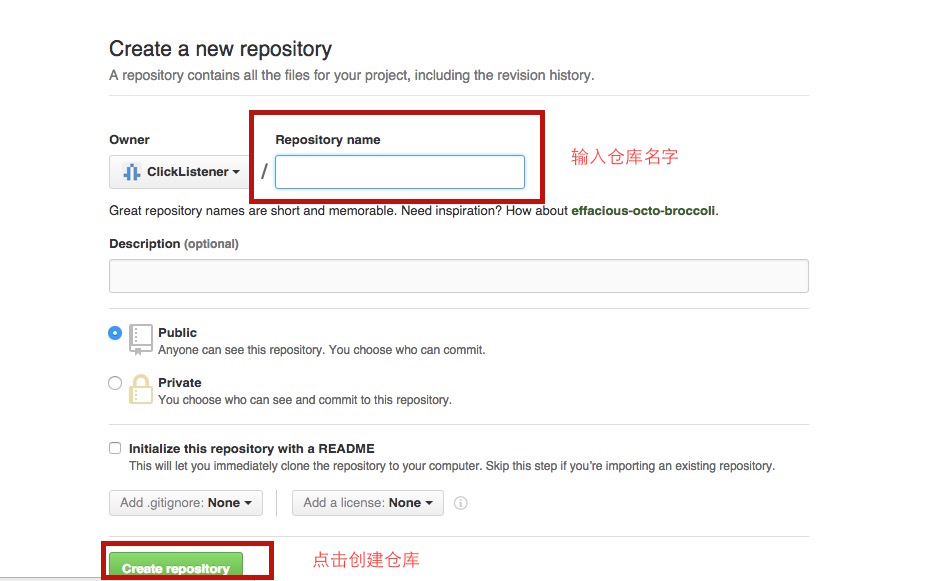 Create a new repository
A repository contains all the files for your project, including the revision history.
Owner
Repository name
ClickListener
/
输入仓库名字
Great repository names are short and memorable. Need inspiration? How about effacious-octo-broccoli.
Description (optional)
Public
Anyone can see this repository. You choose who can commit.
Private
You choose who can see and commit to this repository.
Initialize this repository with a README
This will let you immediately clone the repository to your computer. Skip this step if you're importing an existing repository.
Add .gitignore: None
Add a license: None
Create repository
点击创建仓库